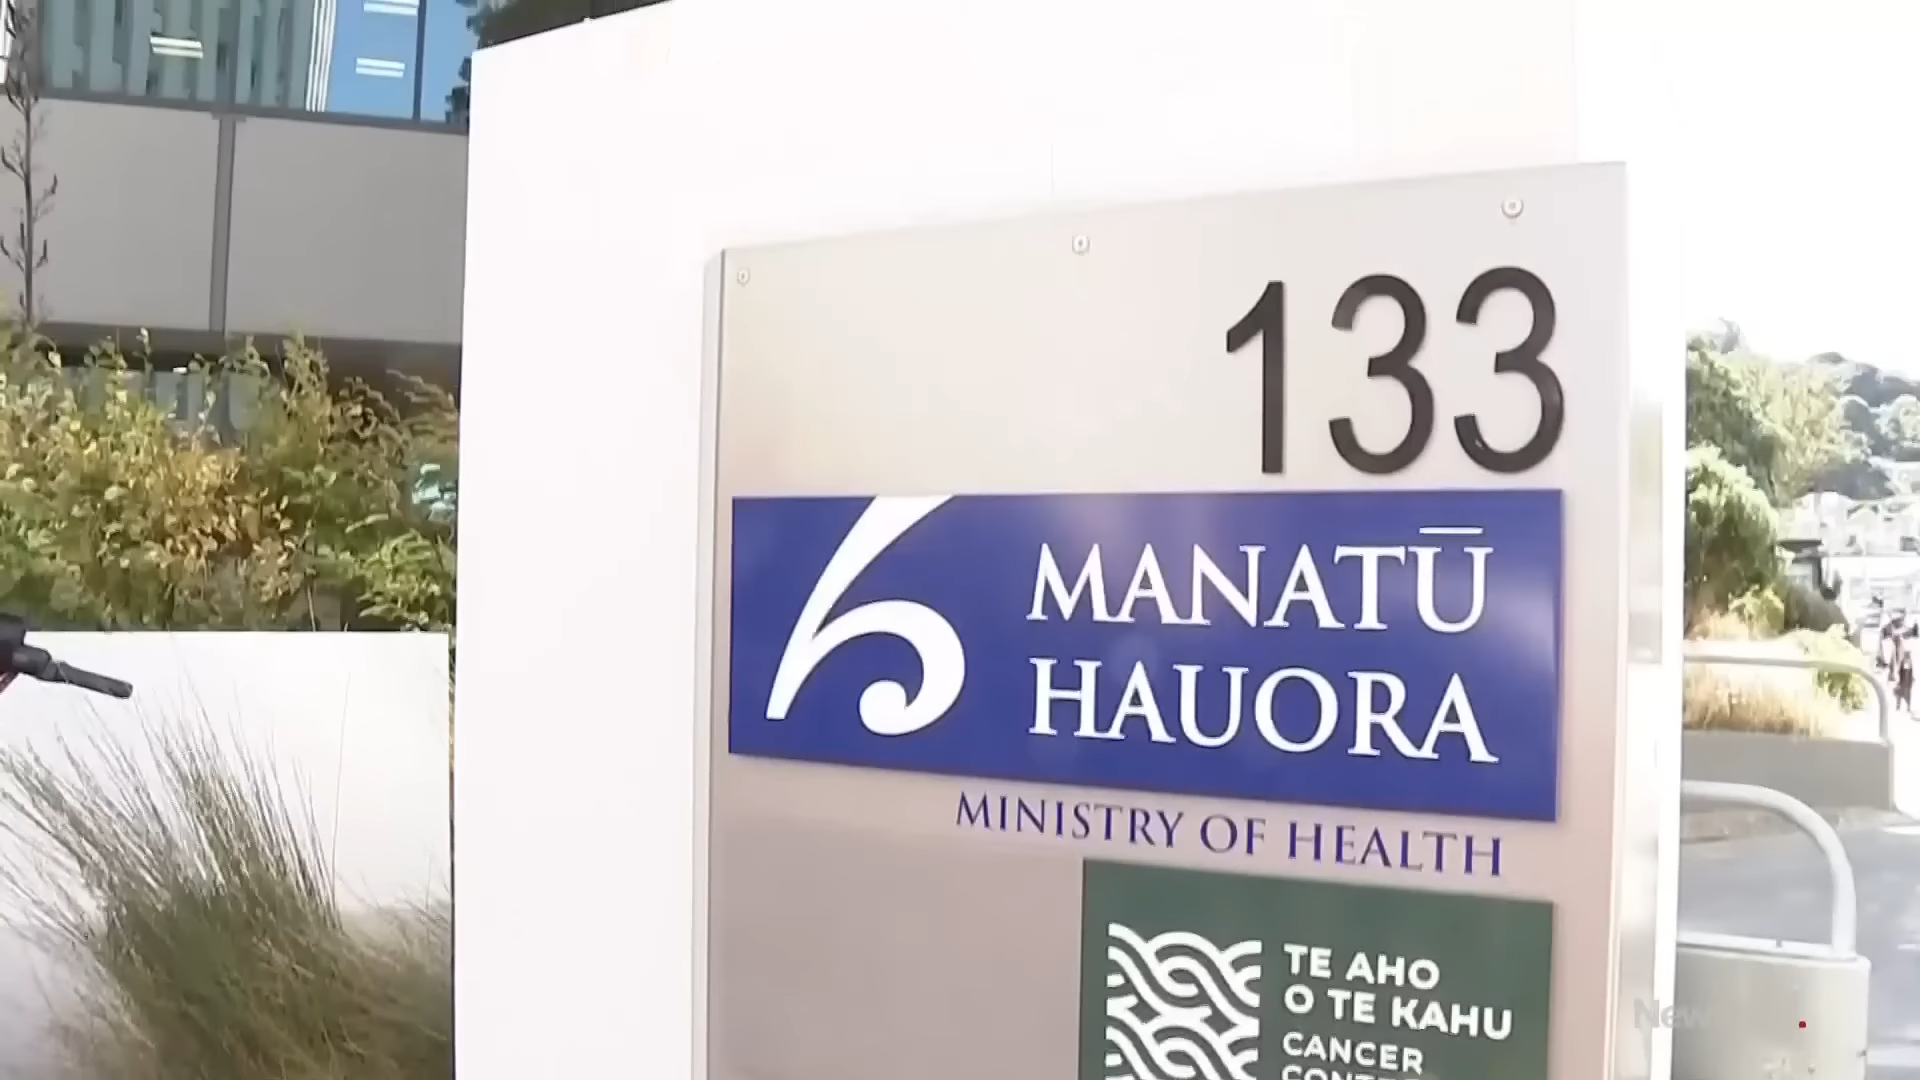 133
MANATŪ
HAUORA
MINISTRY OF HEALTH
TE AHO
O TE KAHU
CANCER